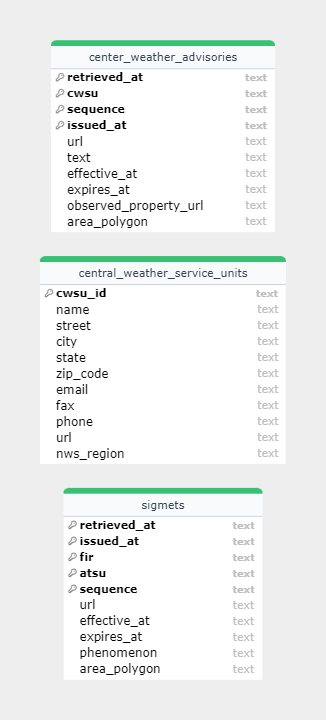 center_weather_advisories
retrieved_at text
cwsu text
sequence text
issued_at text
url text
text text
effective_at text
expires_at text
observed_property_url text
area_polygon text
central_weather_service_units
cwsu_id text
name text
street text
city text
state text
zip_code text
email text
fax text
phone text
url text
nws_region text
sigmets
retrieved_at text
issued_at text
fir text
atsu text
sequence text
url text
effective_at text
expires_at text
phenomenon text
area_polygon text